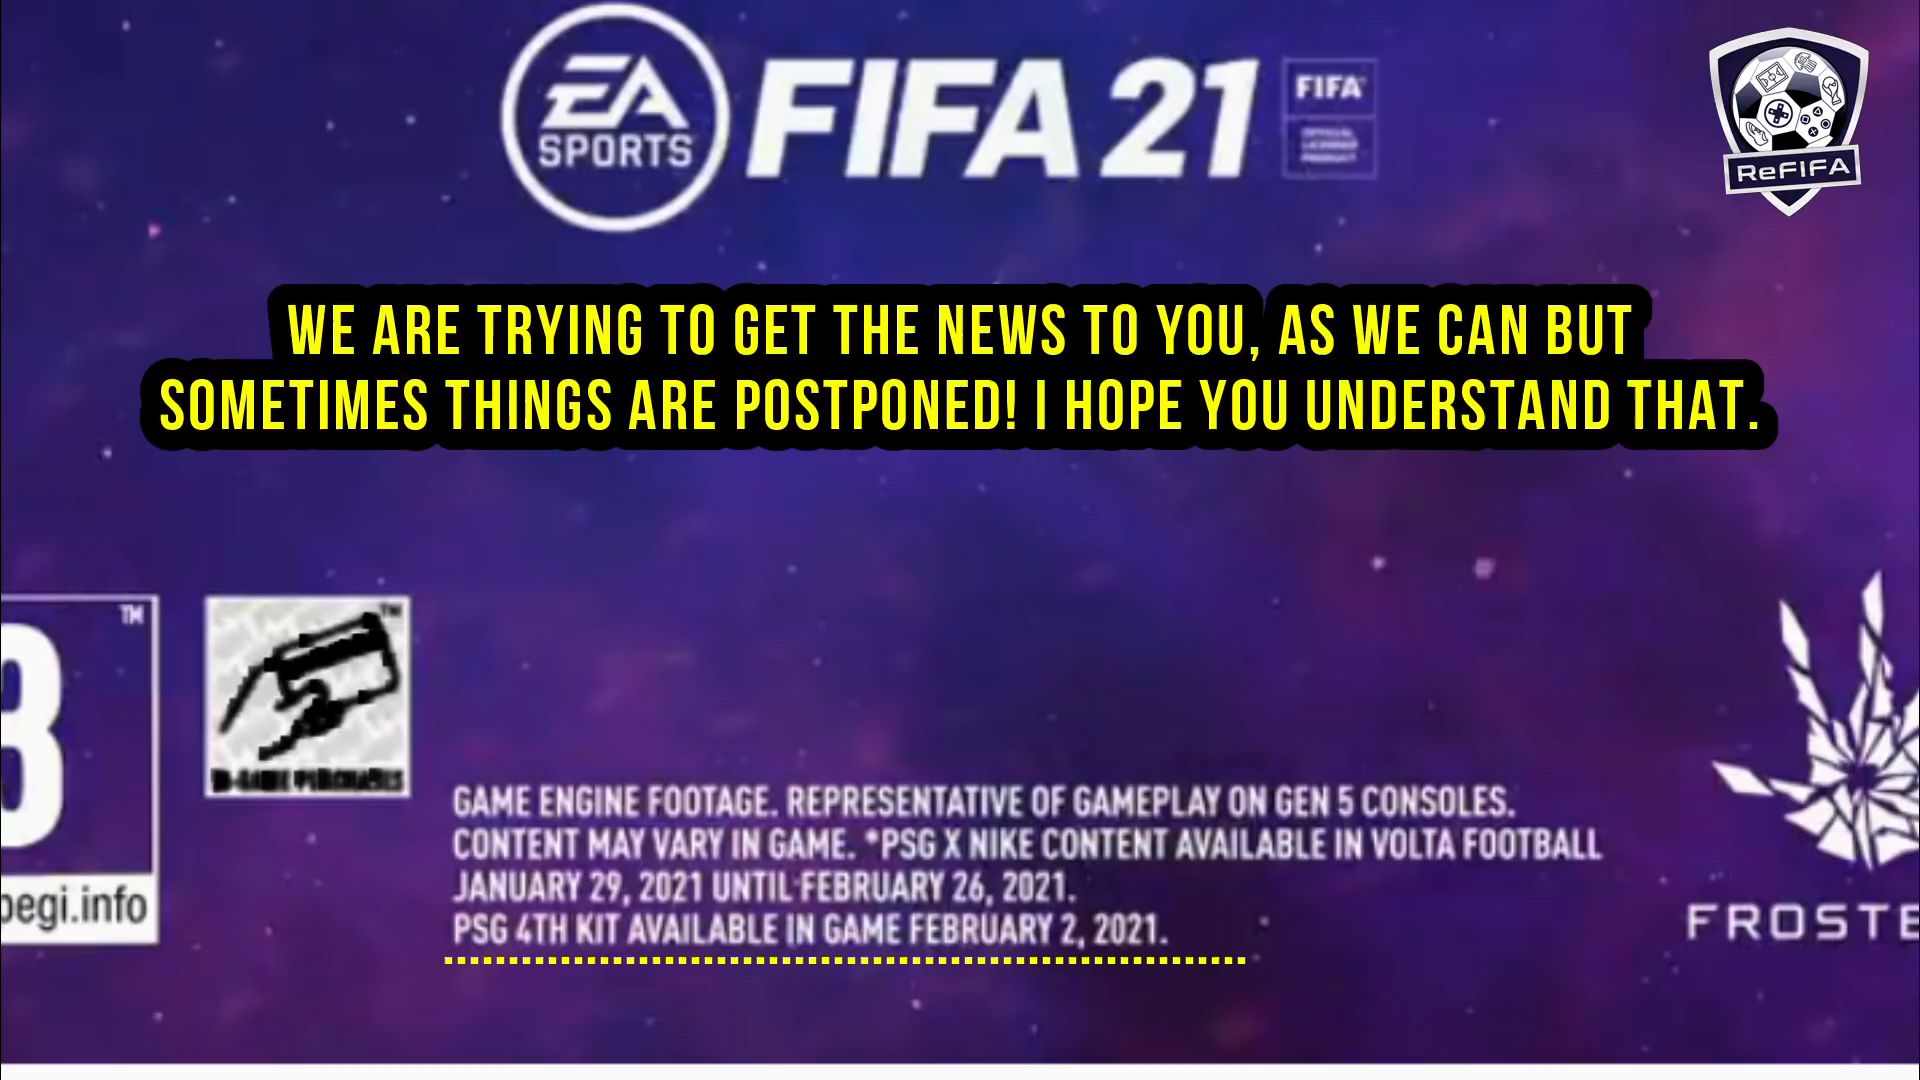 EA
SPORTS
FIFA 21
FIFA
ReFIFA
WE ARE TRYING TO GET THE NEWS TO YOU, AS WE CAN BUT
SOMETIMES THINGS ARE POSTPONED! I HOPE YOU UNDERSTAND THAT.
TM
3
pegi.info
TM
IN-GAME PURCHASES
GAME ENGINE FOOTAGE. REPRESENTATIVE OF GAMEPLAY ON GEN 5 CONSOLES.
CONTENT MAY VARY IN GAME. *PSG X NIKE CONTENT AVAILABLE IN VOLTA FOOTBALL
JANUARY 29, 2021 UNTIL FEBRUARY 26, 2021.
PSG 4TH KIT AVAILABLE IN GAME FEBRUARY 2, 2021.
FROSTE